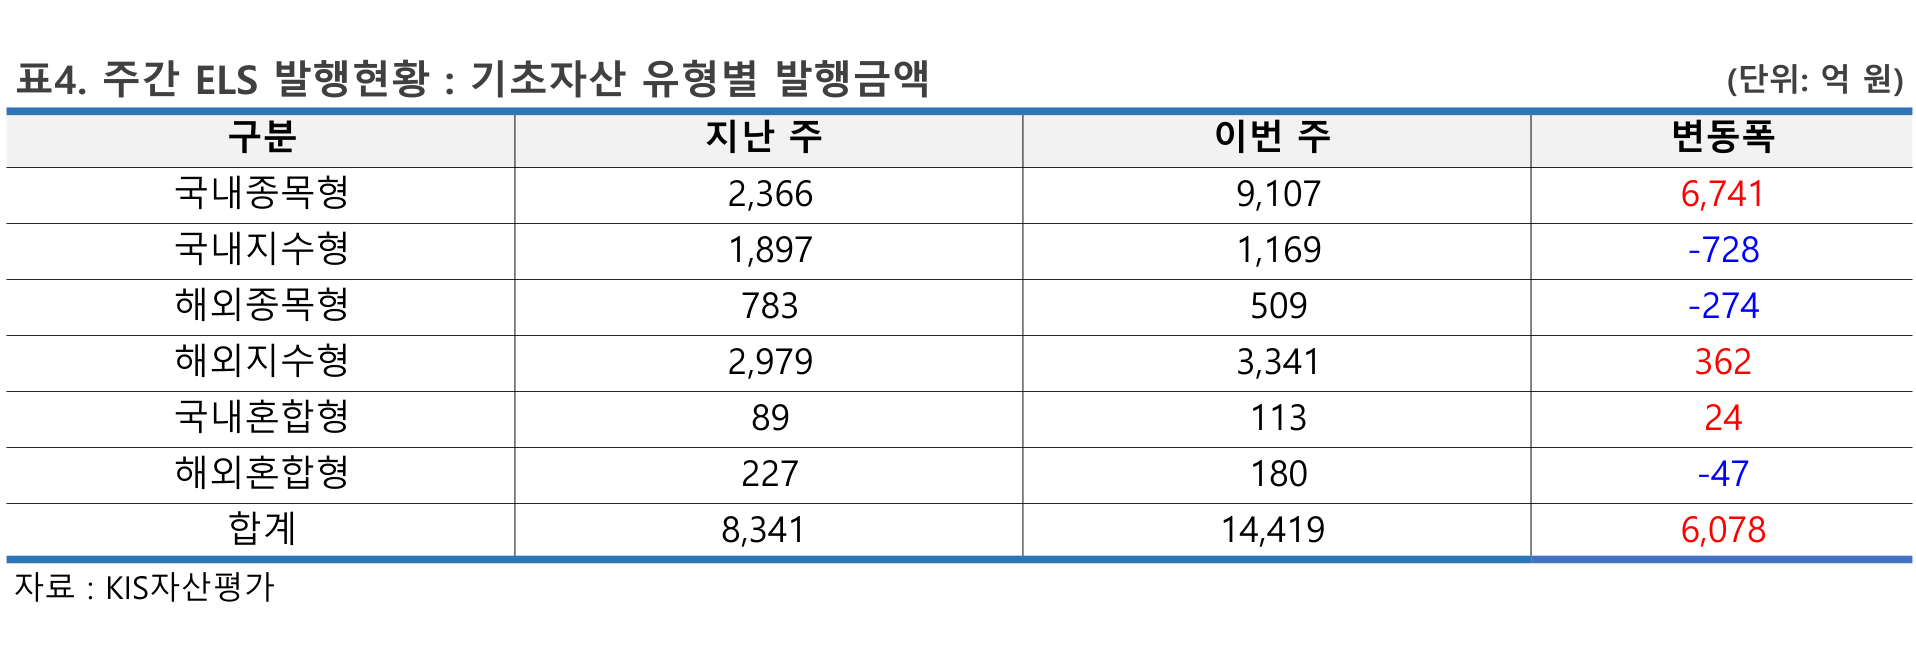 표4. 주간 ELS 발행현황 : 기초자산 유형별 발행금액 (단위: 억 원)
구분 지난 주 이번 주 변동폭
국내종목형 2,366 9,107 6,741
국내지수형 1,897 1,169 -728
해외종목형 783 509 -274
해외지수형 2,979 3,341 362
국내혼합형 89 113 24
해외혼합형 227 180 -47
합계 8,341 14,419 6,078
자료 : KIS자산평가